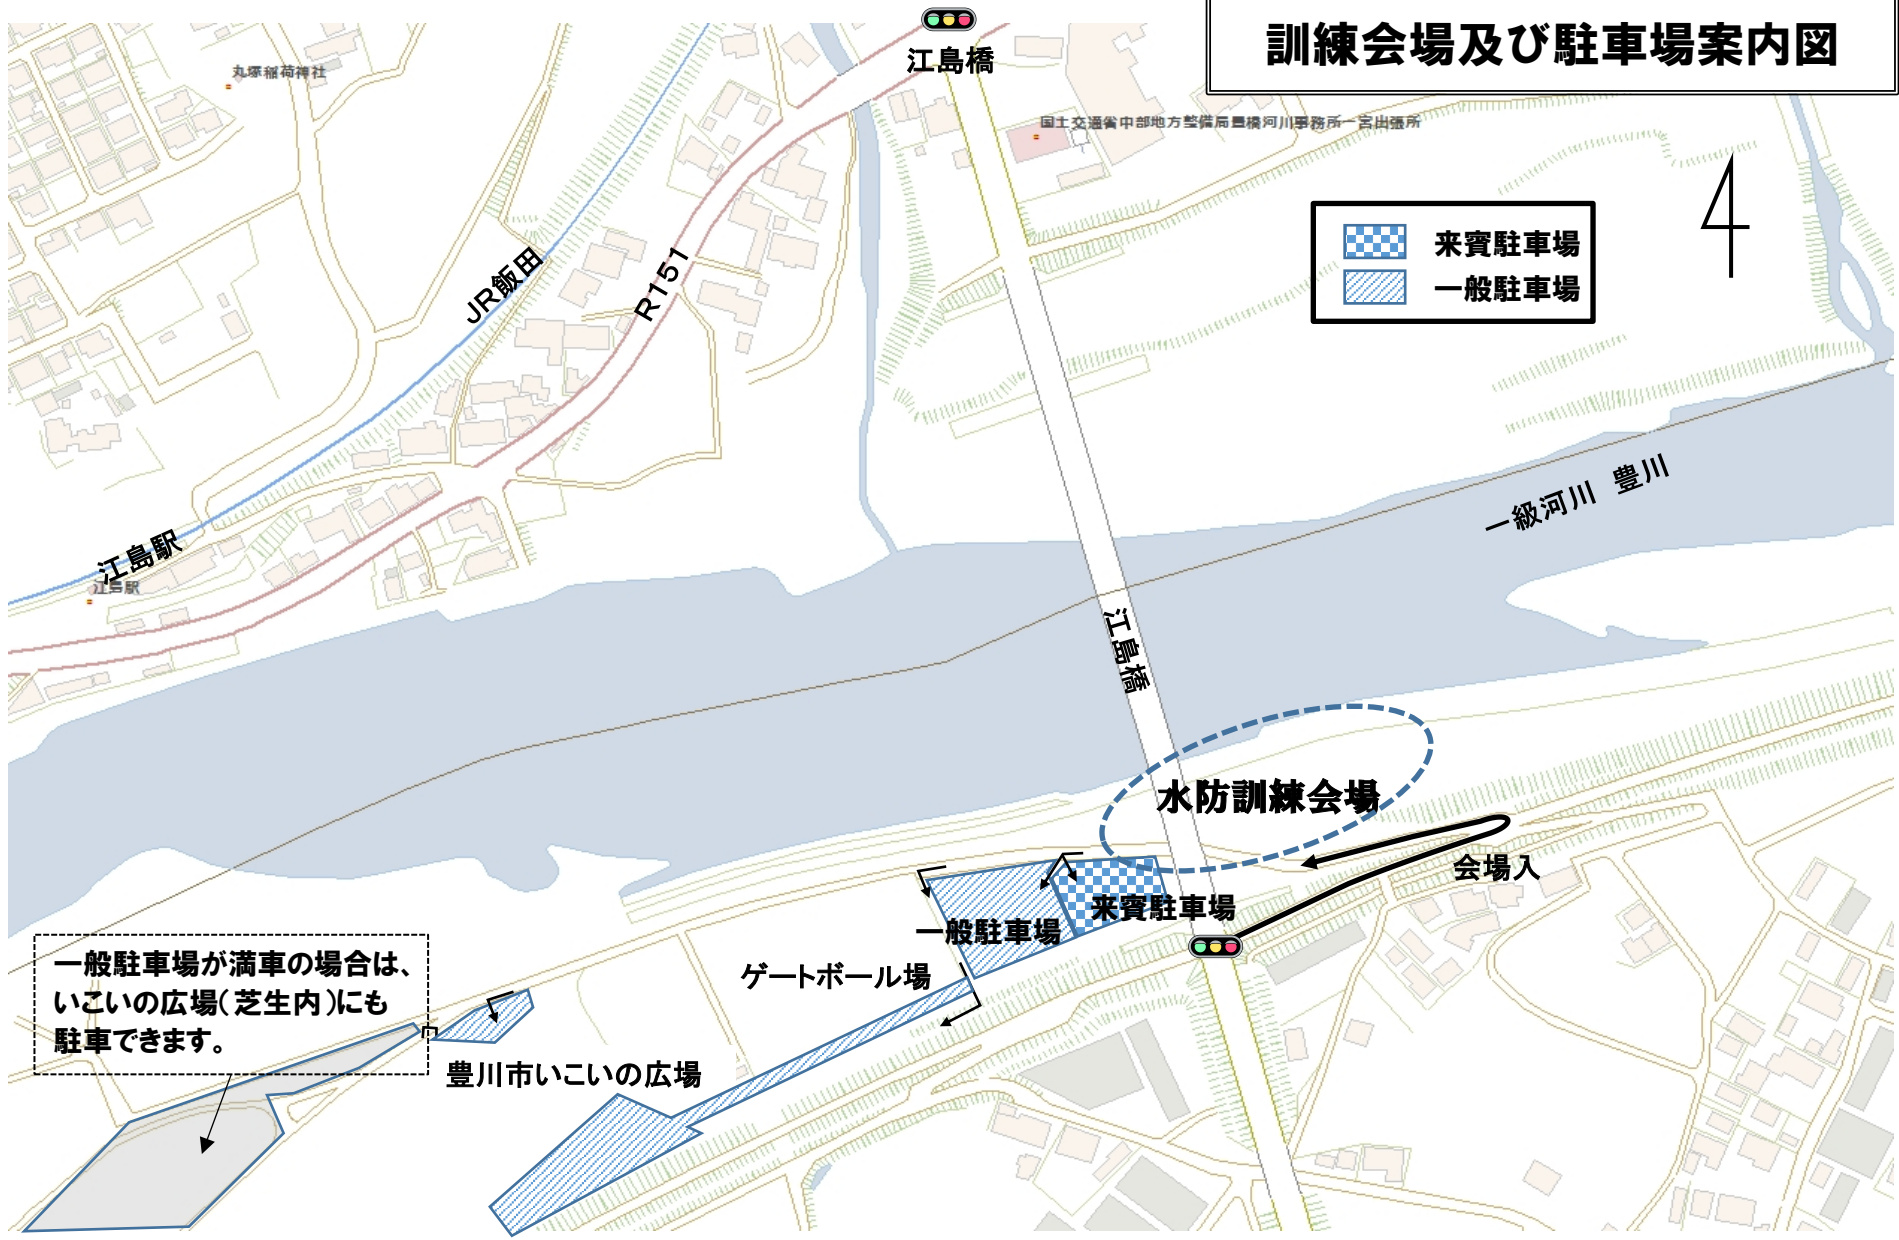 訓練会場及び駐車場案内図
江島橋
丸塚稲荷神社
国土交通省中部地方整備局豊橋河川事務所一宮出張所
来賓駐車場
一般駐車場
JR飯田
R151
一級河川 豊川
江島駅
江島駅
江島橋
水防訓練会場
会場入
来賓駐車場
一般駐車場
ゲートボール場
一般駐車場が満車の場合は、
いこいの広場(芝生内)にも
駐車できます。
豊川市いこいの広場